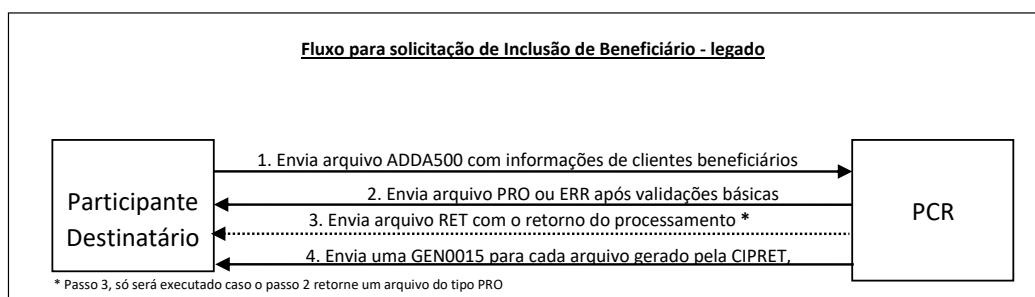 Fluxo para solicitação de Inclusão de Beneficiário - legado
1. Envia arquivo ADDA500 com informações de clientes beneficiários
2. Envia arquivo PRO ou ERR após validações básicas
Participante
Destinatário
PCR
3. Envia arquivo RET com o retorno do processamento *
4. Envia uma GEN0015 para cada arquivo gerado pela CIPRET,
* Passo 3, só será executado caso o passo 2 retorne um arquivo do tipo PRO